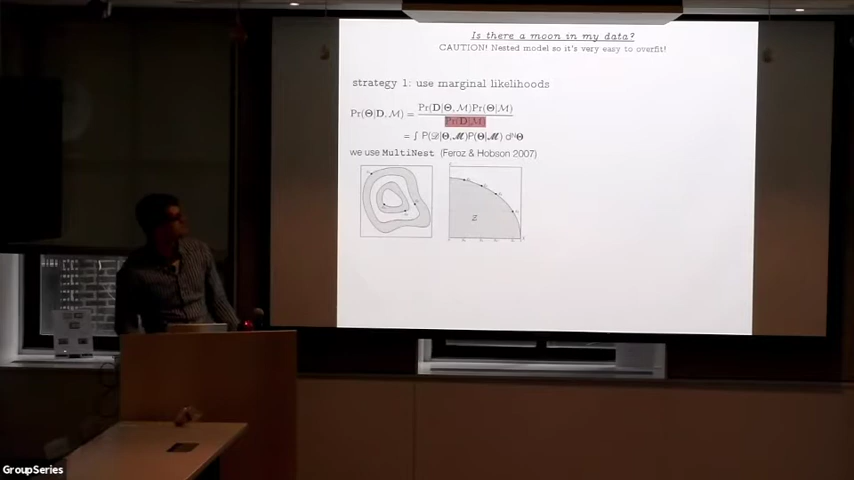 Is there a moon in my data?
CAUTION! Nested model so it's very easy to overfit!
strategy 1: use marginal likelihoods
Pr(Θ|D,M) = Pr(D|Θ,M)Pr(Θ|M)
Pr(D|M)
= ∫ P(𝒟|Θ,M)P(Θ|M) dᴺΘ
we use MultiNest (Feroz & Hobson 2007)
Z
GroupSeries